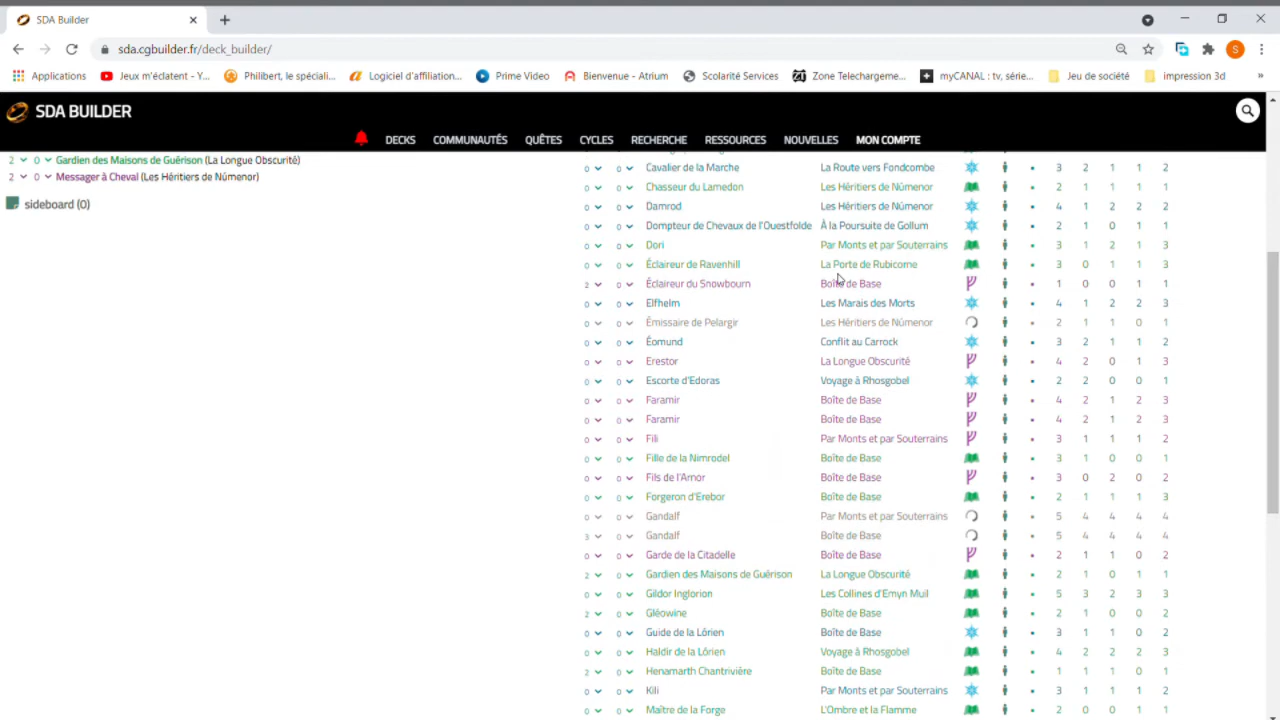 SDA Builder
sda.cgbuilder.fr/deck_builder/
S
Applications Jeux m'éclatent - Y... Philibert, le spéciali... Logiciel d'affiliation... Prime Video Bienvenue - Atrium Scolarité Services Zone Telechargeme... myCANAL : tv, série... Jeu de société impression 3d »
SDA BUILDER
DECKS COMMUNAUTÉS QUÊTES CYCLES RECHERCHE RESSOURCES NOUVELLES MON COMPTE
2 0 Gardien des Maisons de Guérison (La Longue Obscurité)
2 0 Messager à Cheval (Les Héritiers de Númenor)
sideboard (0)
0 0 Cavalier de la Marche La Route vers Fondcombe 3 2 1 1 2
0 0 Chasseur du Lamedon Les Héritiers de Númenor 2 1 1 1 1
0 0 Damrod Les Héritiers de Númenor 4 1 2 2 2
0 0 Dompteur de Chevaux de l'Ouestfolde À la Poursuite de Gollum 2 1 0 1 1
0 0 Dori Par Monts et par Souterrains 3 1 2 1 3
0 0 Éclaireur de Ravenhill La Porte de Rubicorne 3 0 1 1 3
2 0 Éclaireur du Snowbourn Boîte de Base 1 0 0 1 1
0 0 Elfhelm Les Marais des Morts 4 1 2 2 3
0 0 Émissaire de Pelargir Les Héritiers de Númenor 2 1 1 0 1
0 0 Éomund Conflit au Carrock 3 2 1 1 2
0 0 Erestor La Longue Obscurité 4 2 0 1 3
0 0 Escorte d'Edoras Voyage à Rhosgobel 2 2 0 0 1
0 0 Faramir Boîte de Base 4 2 1 2 3
0 0 Faramir Boîte de Base 4 2 1 2 3
0 0 Fili Par Monts et par Souterrains 3 1 1 1 2
0 0 Fille de la Nimrodel Boîte de Base 3 1 0 0 1
0 0 Fils de l'Arnor Boîte de Base 3 0 2 0 2
0 0 Forgeron d'Erebor Boîte de Base 2 1 1 1 3
0 0 Gandalf Par Monts et par Souterrains 5 4 4 4 4
3 0 Gandalf Boîte de Base 5 4 4 4 4
0 0 Garde de la Citadelle Boîte de Base 2 1 1 0 2
2 0 Gardien des Maisons de Guérison La Longue Obscurité 2 1 0 1 1
0 0 Gildor Inglorion Les Collines d'Emyn Muil 5 3 2 3 3
2 0 Gléowine Boîte de Base 2 1 0 0 2
0 0 Guide de la Lórien Boîte de Base 3 1 1 0 2
0 0 Haldir de la Lórien Voyage à Rhosgobel 4 2 2 2 3
2 0 Henamarth Chantrivière Boîte de Base 1 1 1 0 1
0 0 Kili Par Monts et par Souterrains 3 1 1 1 2
0 0 Maître de la Forge L'Ombre et la Flamme 2 0 0 1 1